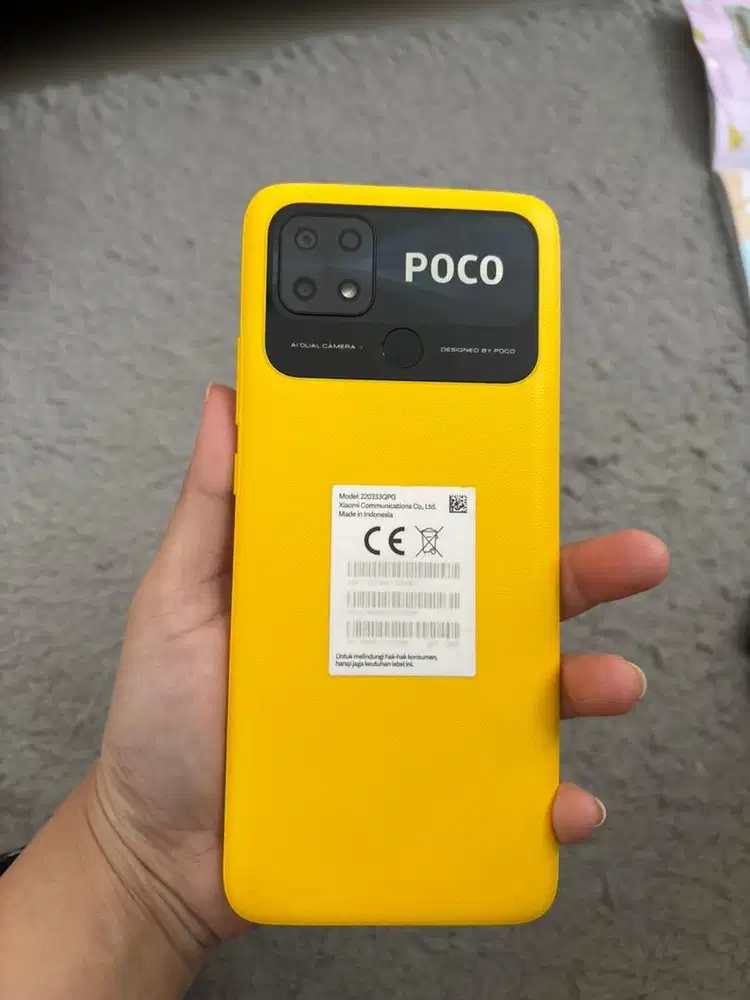 POCO
AI DUAL CAMERA
DESIGNED BY POCO
Model: 220333QPG
Xiaomi Communications Co., Ltd.
Made in Indonesia
CE
Untuk melindungi hak-hak konsumen,
harap jaga keutuhan label ini.